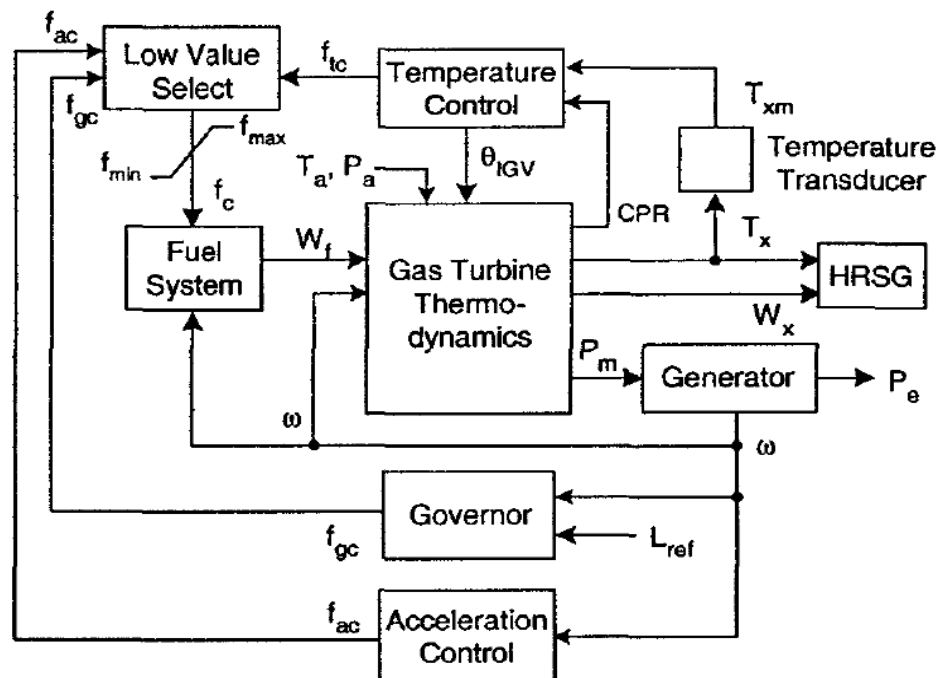 f_ac
Low Value
Select
f_tc
Temperature
Control
T_xm
f_gc
f_max
f_min
f_c
T_a, P_a
θ_IGV
CPR
Temperature
Transducer
T_x
Fuel
System
W_f
Gas Turbine
Thermo-
dynamics
HRSG
W_x
P_m
Generator
P_e
ω
ω
Governor
f_gc
L_ref
f_ac
Acceleration
Control